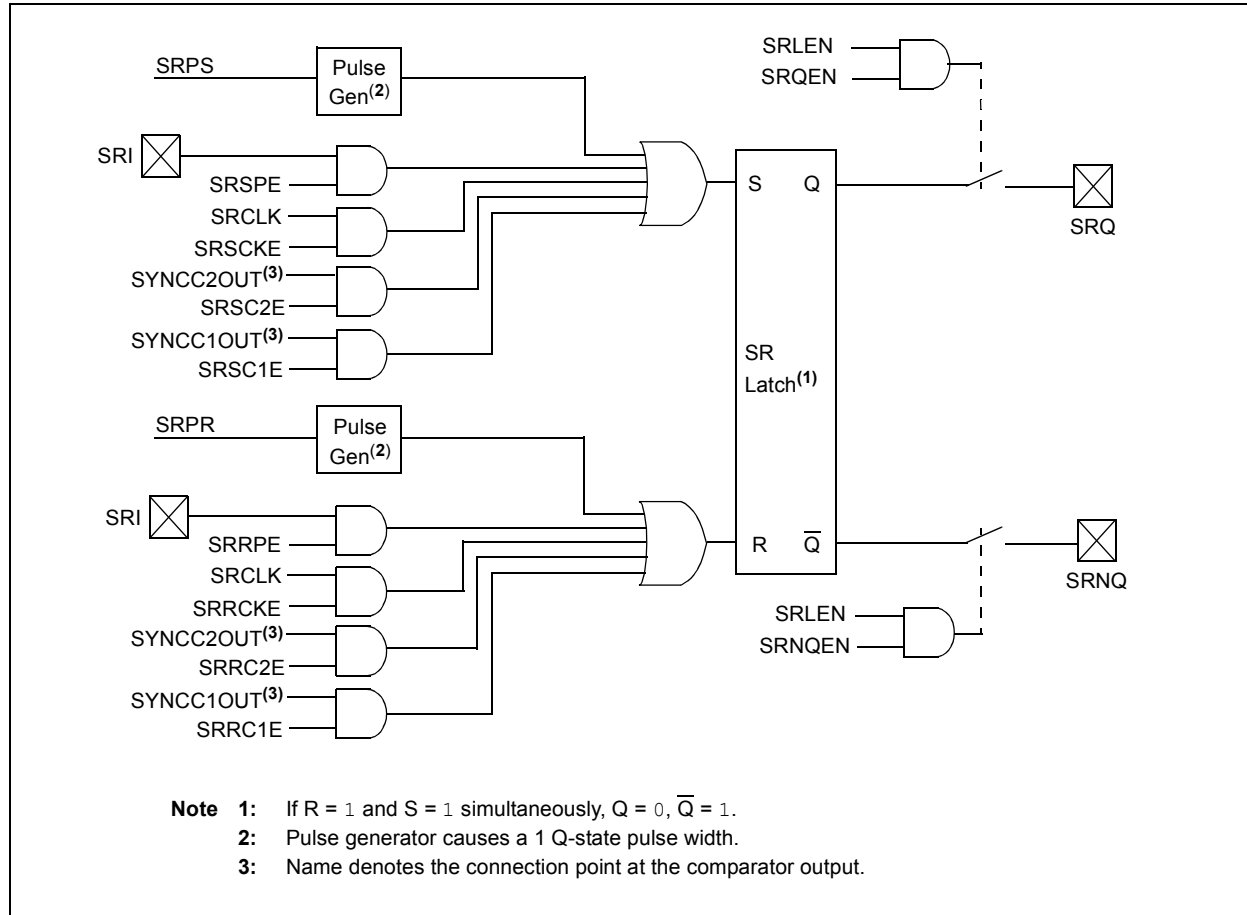 SRLEN
SRQEN
SRPS
Pulse
Gen(2)
SRI
SRSPE
SRCLK
SRSCKE
SYNCC2OUT(3)
SRSC2E
SYNCC1OUT(3)
SRSC1E
S Q
SRQ
SR
Latch(1)
SRPR
Pulse
Gen(2)
SRI
SRRPE
SRCLK
SRRCKE
SYNCC2OUT(3)
SRRC2E
SYNCC1OUT(3)
SRRC1E
R Q̅
SRNQ
SRLEN
SRNQEN
Note 1: If R = 1 and S = 1 simultaneously, Q = 0, Q̅ = 1.
2: Pulse generator causes a 1 Q-state pulse width.
3: Name denotes the connection point at the comparator output.